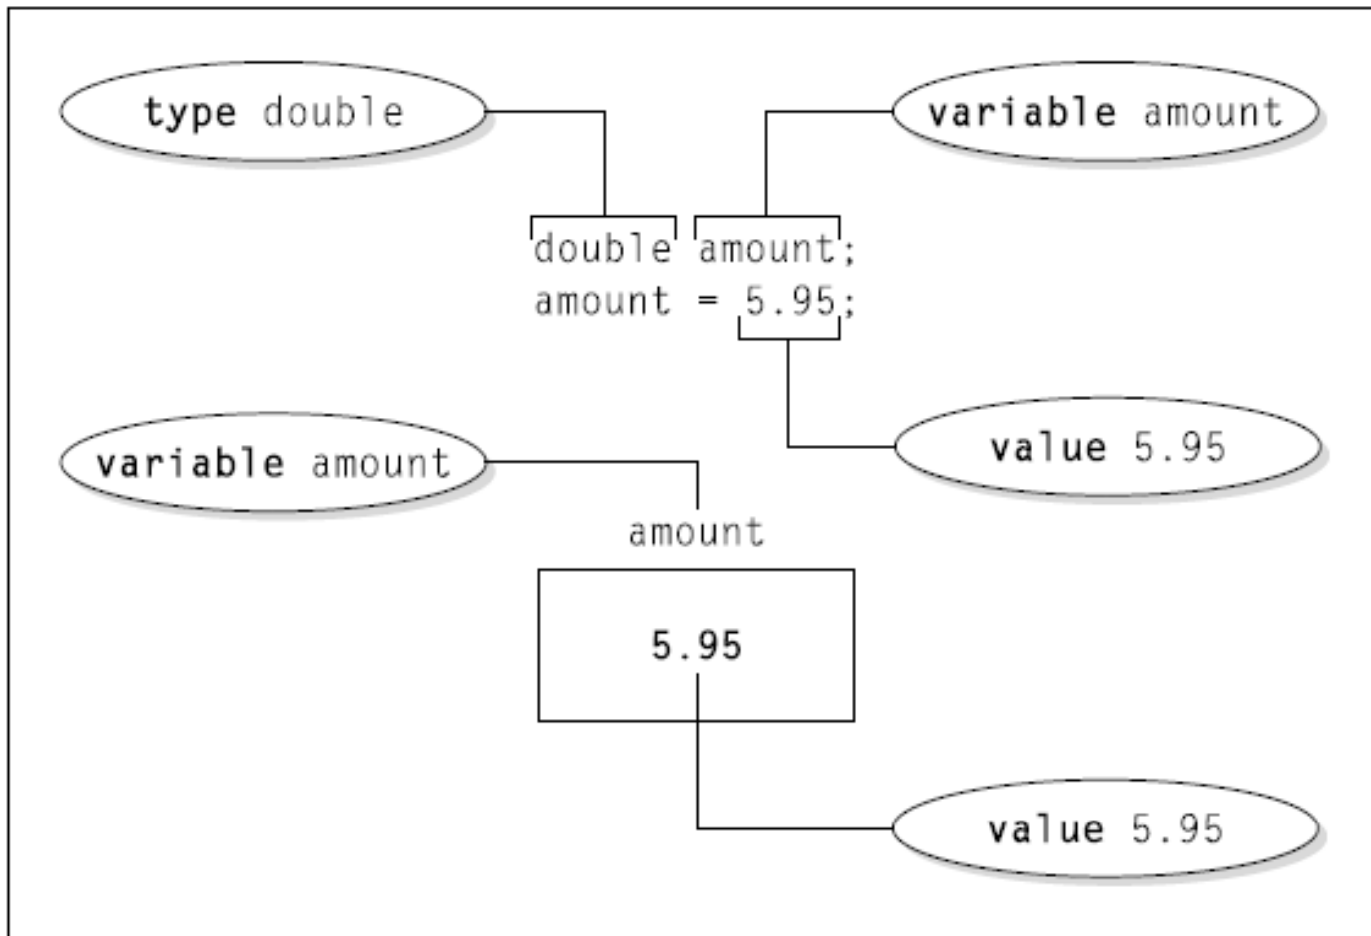 type double
variable amount
double amount;
amount = 5.95;
variable amount
value 5.95
amount
5.95
value 5.95